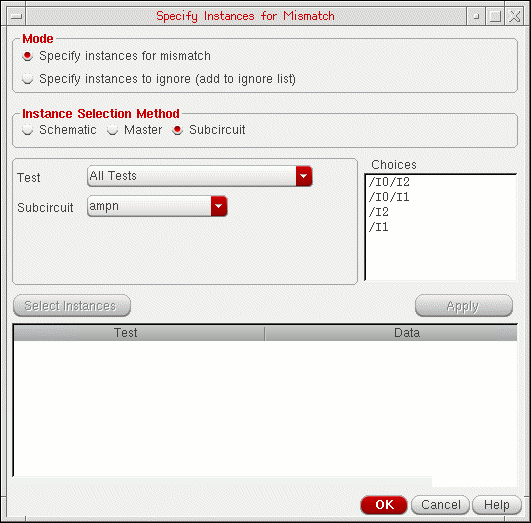 Specify Instances for Mismatch
Mode
Specify instances for mismatch
Specify instances to ignore (add to ignore list)
Instance Selection Method
Schematic Master Subcircuit
Test All Tests
Subcircuit ampn
Choices
/I0/I2
/I0/I1
/I2
/I1
Select Instances Apply
Test Data
OK Cancel Help